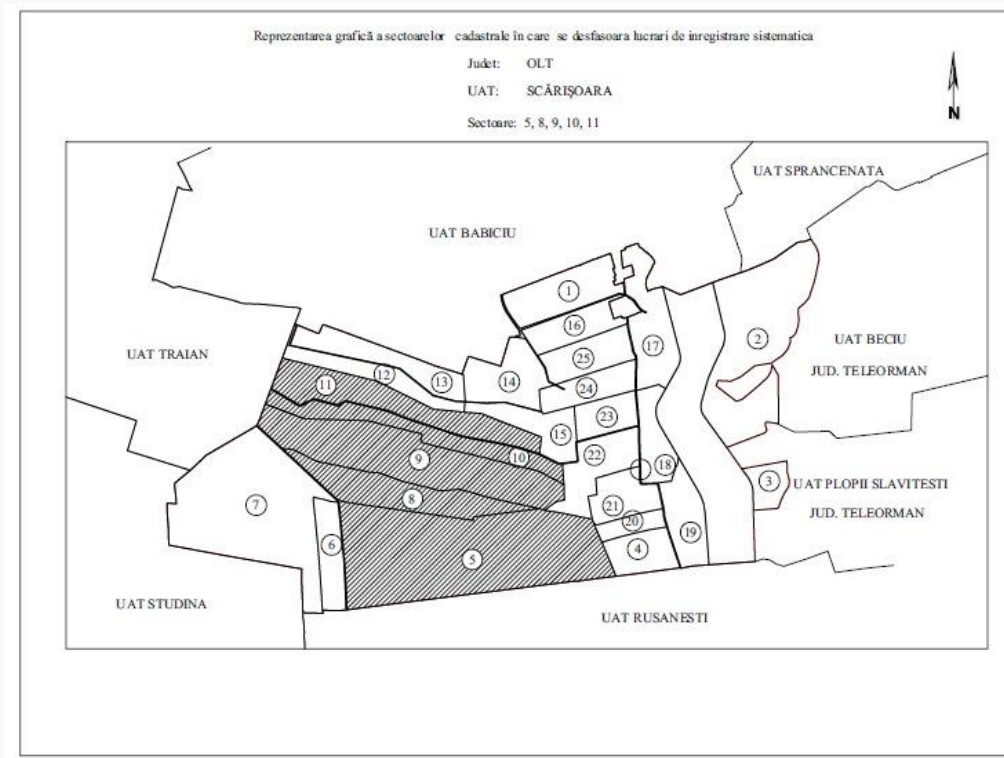 Reprezentarea grafică a sectoarelor cadastrale în care se desfasoara lucrari de inregistrare sistematica
Judet: OLT
UAT: SCĂRIŞOARA
Sectoare: 5, 8, 9, 10, 11
N
UAT SPRANCENATA
UAT BABICIU
1
16
2
17
UAT BECIU
UAT TRAIAN
25
JUD. TELEORMAN
12
13
14
11
24
23
15
22
10
9
18
3
UAT PLOPII SLAVITESTI
8
7
21
JUD. TELEORMAN
20
19
6
4
5
UAT STUDINA
UAT RUSANESTI